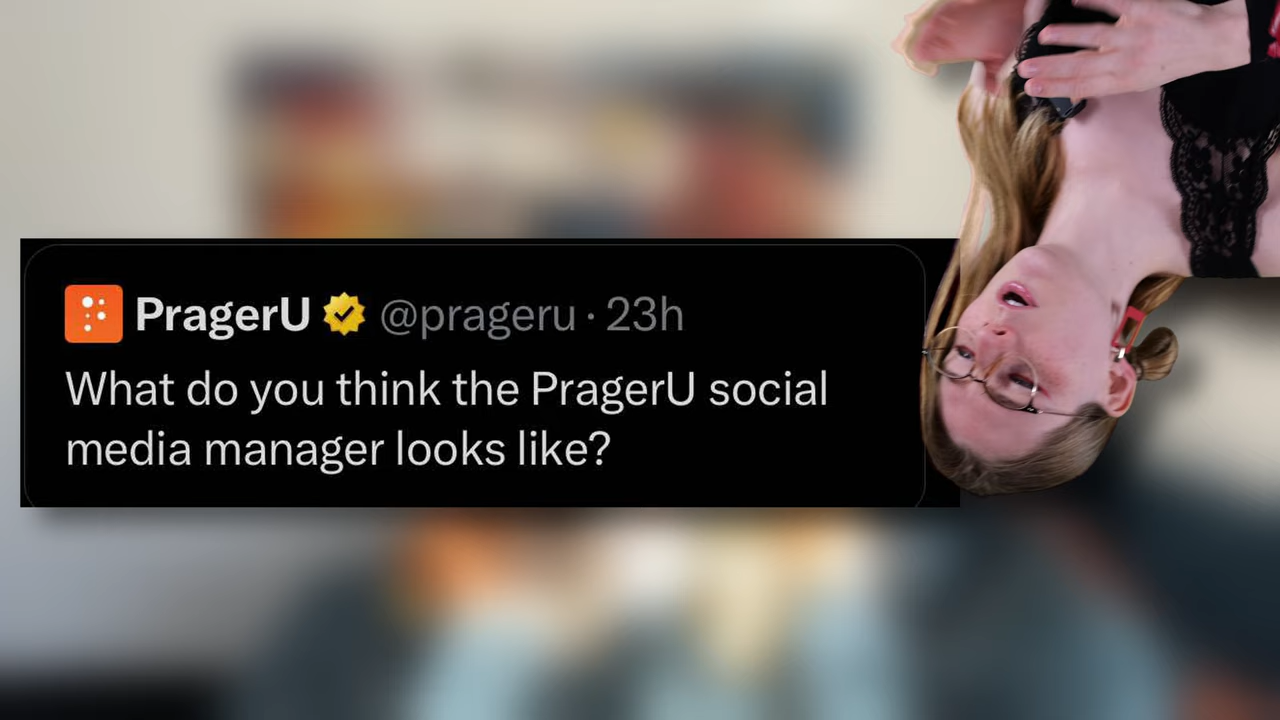 PragerU @prageru · 23h
What do you think the PragerU social
media manager looks like?